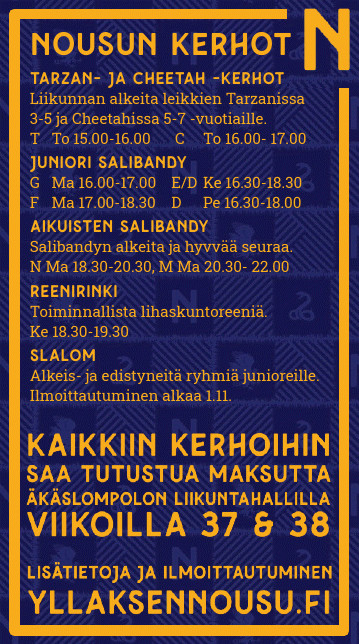 NOUSUN KERHOT
N
TARZAN- JA CHEETAH -KERHOT
Liikunnan alkeita leikkien Tarzanissa
3-5 ja Cheetahissa 5-7 -vuotiaille.
T To 15.00-16.00 C To 16.00- 17.00
JUNIORI SALIBANDY
G Ma 16.00-17.00 E/D Ke 16.30-18.30
F Ma 17.00-18.30 D Pe 16.30-18.00
AIKUISTEN SALIBANDY
Salibandyn alkeita ja hyvvää seuraa.
N Ma 18.30-20.30, M Ma 20.30- 22.00
REENIRINKI
Toiminnallista lihaskuntoreeniä.
Ke 18.30-19.30
SLALOM
Alkeis- ja edistyneitä ryhmiä junioreille.
Ilmoittautuminen alkaa 1.11.
KAIKKIIN KERHOIHIN
SAA TUTUSTUA MAKSUTTA
ÄKÄSLOMPOLON LIIKUNTAHALLILLA
VIIKOILLA 37 & 38
LISÄTIETOJA JA ILMOITTAUTUMINEN
YLLAKSENNOUSU.FI